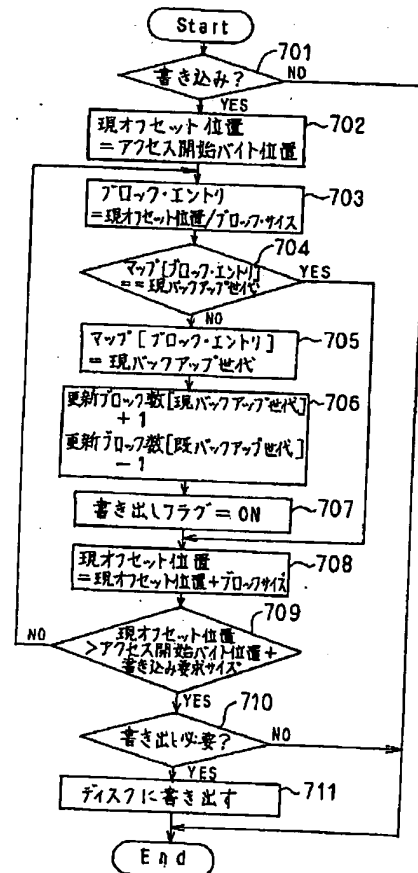 Start
701
書き込み?
NO
YES
現オフセット位置
=アクセス開始バイト位置
702
ブロック・エントリ
=現オフセット位置/ブロック・サイズ
703
704
マップ[ブロック・エントリ]
==現バックアップ世代
YES
NO
マップ[ブロック・エントリ]
=現バックアップ世代
705
更新ブロック数[現バックアップ世代]
+1
更新ブロック数[既バックアップ世代]
-1
706
書き出しフラグ=ON
707
現オフセット位置
=現オフセット位置+ブロックサイズ
708
709
NO
現オフセット位置
>アクセス開始バイト位置+
書き込み要求サイズ
YES
710
書き出し必要?
NO
YES
ディスクに書き出す
711
End